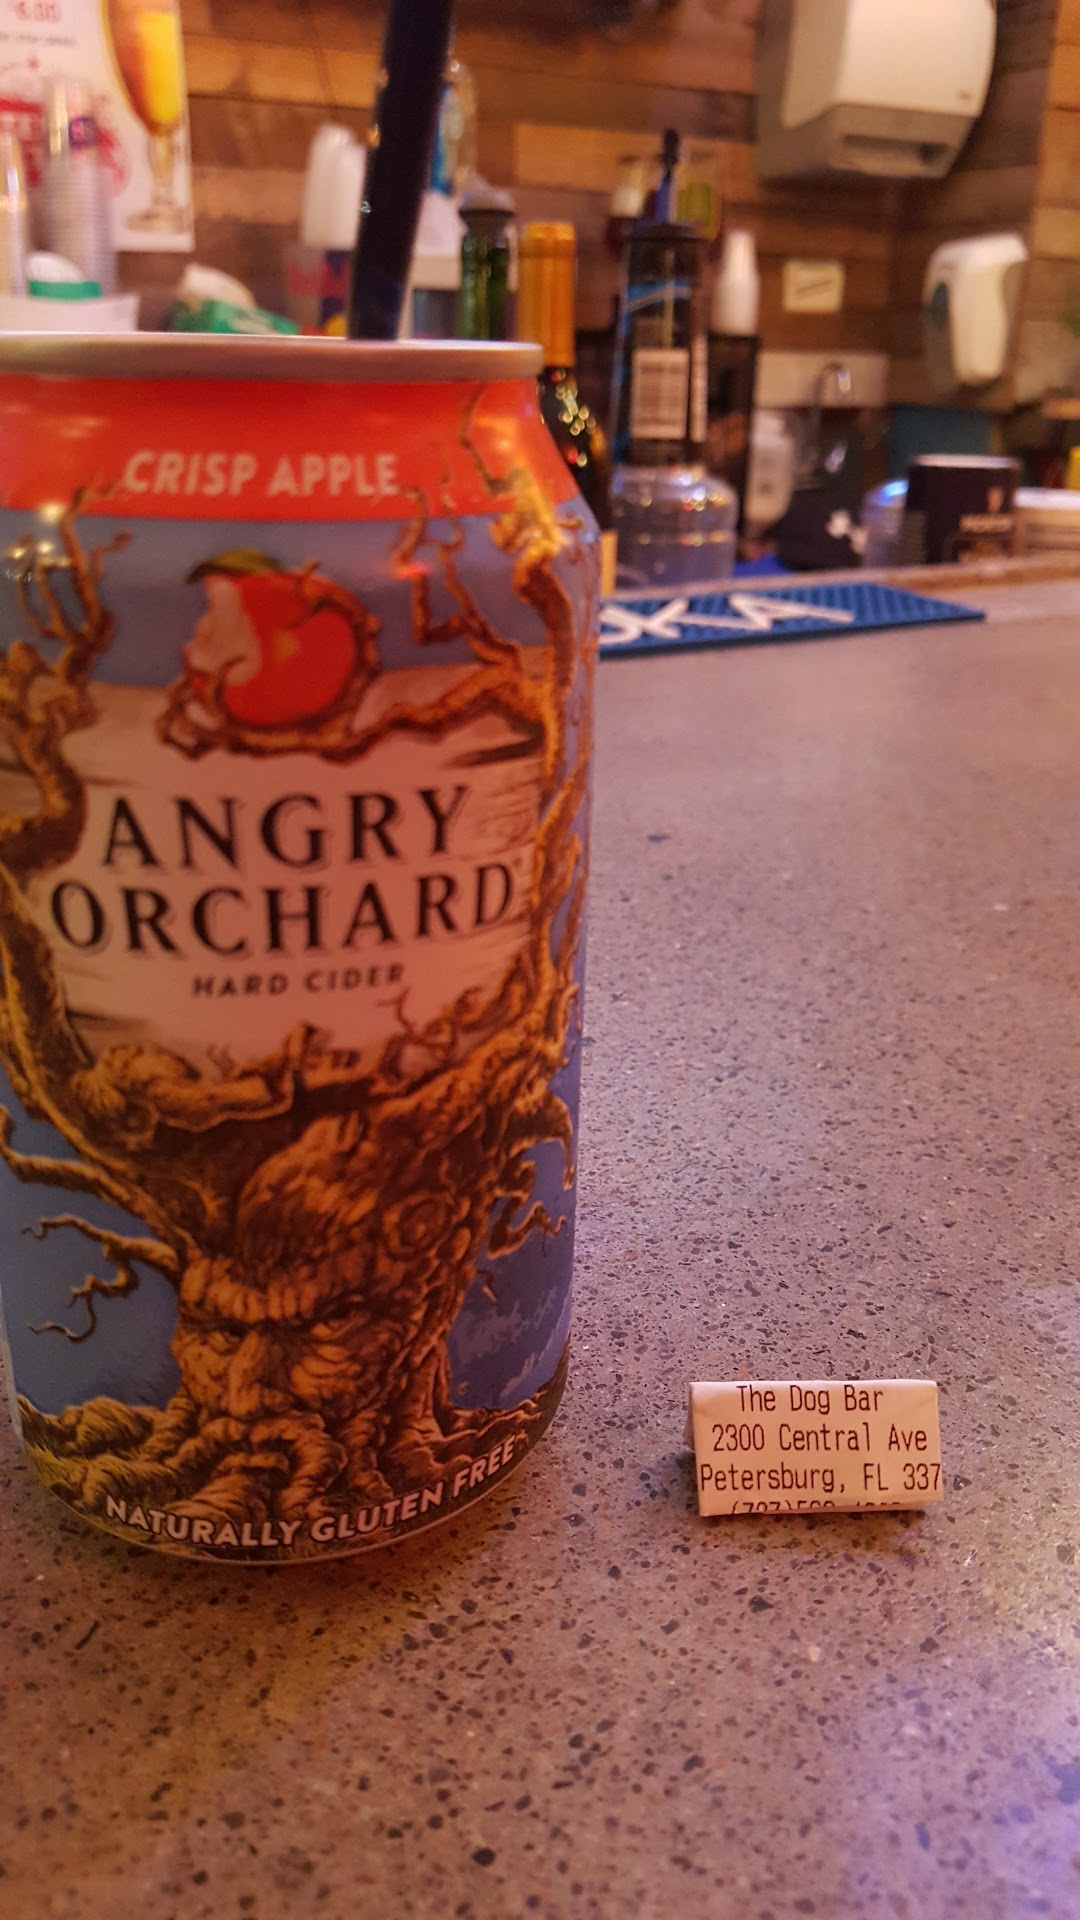 CRISP APPLE
ANGRY
ORCHARD
HARD CIDER
NATURALLY GLUTEN FREE
The Dog Bar
2300 Central Ave
Petersburg, FL 337